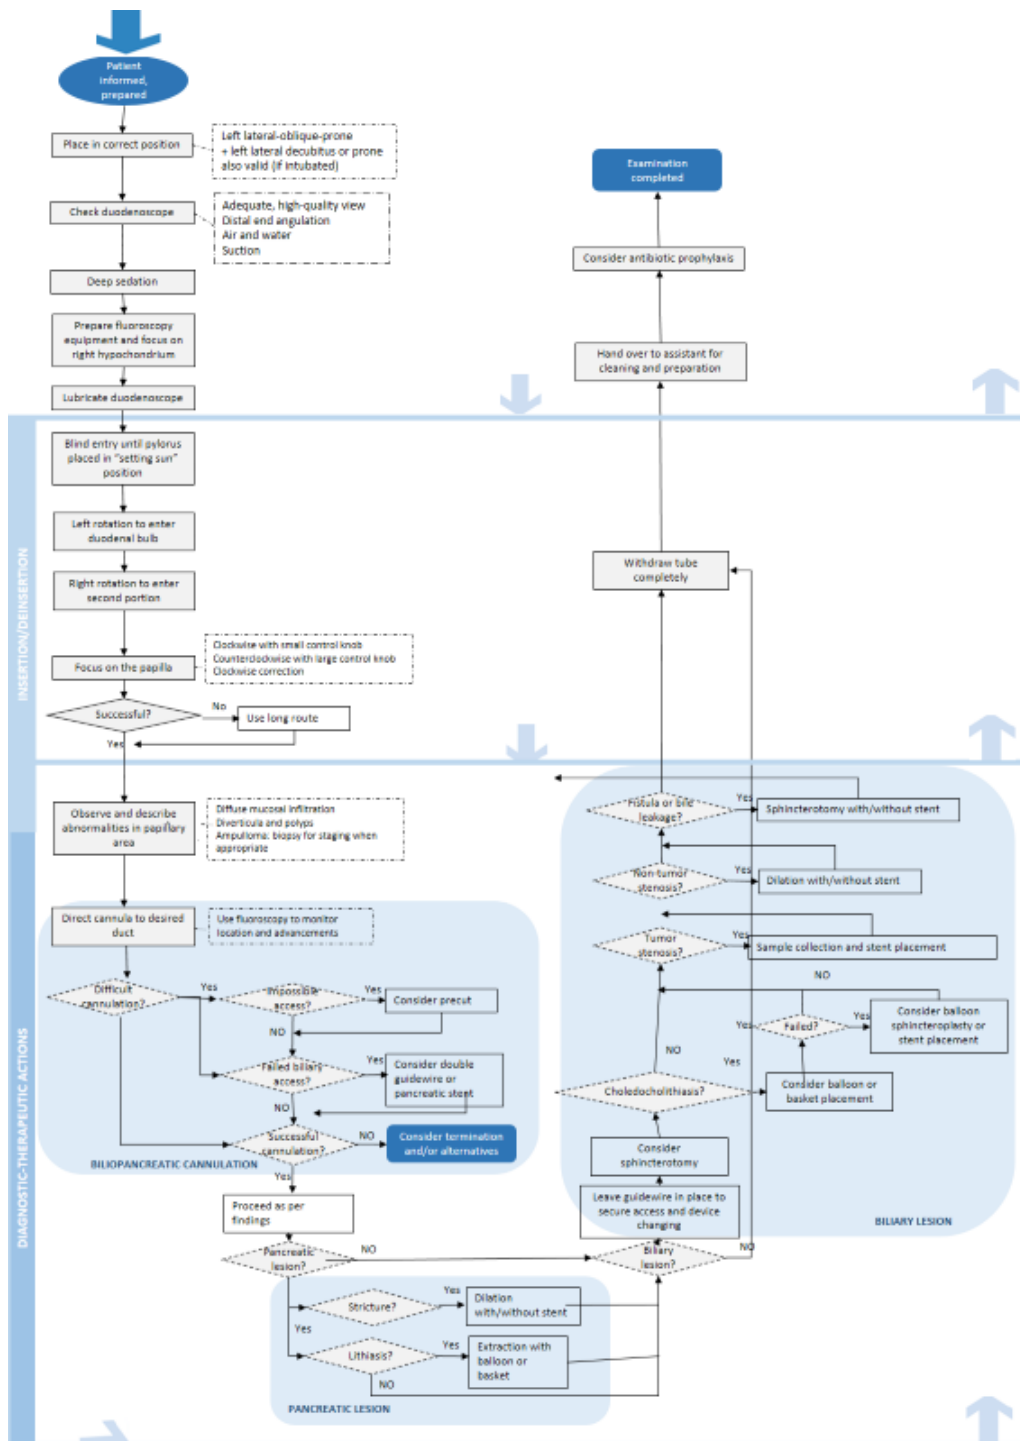 Patient
informed,
prepared
Place in correct position
Left lateral-oblique-prone
+ left lateral decubitus or prone
also valid (if intubated)
Check duodenoscope
Adequate, high-quality view
Distal end angulation
Air and water
Suction
Deep sedation
Prepare fluoroscopy
equipment and focus on
right hypochondrium
Lubricate duodenoscope
INSERTION/DEINSERTION
Blind entry until pylorus
placed in "setting sun"
position
Left rotation to enter
duodenal bulb
Right rotation to enter
second portion
Focus on the papilla
Clockwise with small control knob
Counterclockwise with large control knob
Clockwise correction
Successful?
No
Use long route
Yes
DIAGNOSTIC-THERAPEUTIC ACTIONS
Observe and describe
abnormalities in papillary
area
Diffuse mucosal infiltration
Diverticula and polyps
Ampulloma: biopsy for staging when
appropriate
Direct cannula to desired
duct
Use fluoroscopy to monitor
location and advancements
Difficult
cannulation?
Yes
Impossible
access?
Yes
Consider precut
NO
Failed biliary
access?
Yes
Consider double
guidewire or
pancreatic stent
NO
Successful
cannulation?
NO
Consider termination
and/or alternatives
BILIOPANCREATIC CANNULATION
Yes
Proceed as per
findings
Pancreatic
lesion?
NO
Yes
Stricture?
Yes
Dilation
with/without stent
Lithiasis?
Yes
Extraction with
balloon or
basket
NO
PANCREATIC LESION
Biliary
lesion?
NO
Leave guidewire in place to
secure access and device
changing
BILIARY LESION
Consider
sphincterotomy
Choledocholithiasis?
NO
Yes
Consider balloon or
basket placement
Failed?
Yes
Yes
Consider balloon
sphincteroplasty or
stent placement
NO
Tumor
stenosis?
Yes
Sample collection and stent placement
Non-tumor
stenosis?
Yes
Dilation with/without stent
Fistula or bile
leakage?
Yes
Sphincterotomy with/without stent
Withdraw tube
completely
Hand over to assistant for
cleaning and preparation
Consider antibiotic prophylaxis
Examination
completed